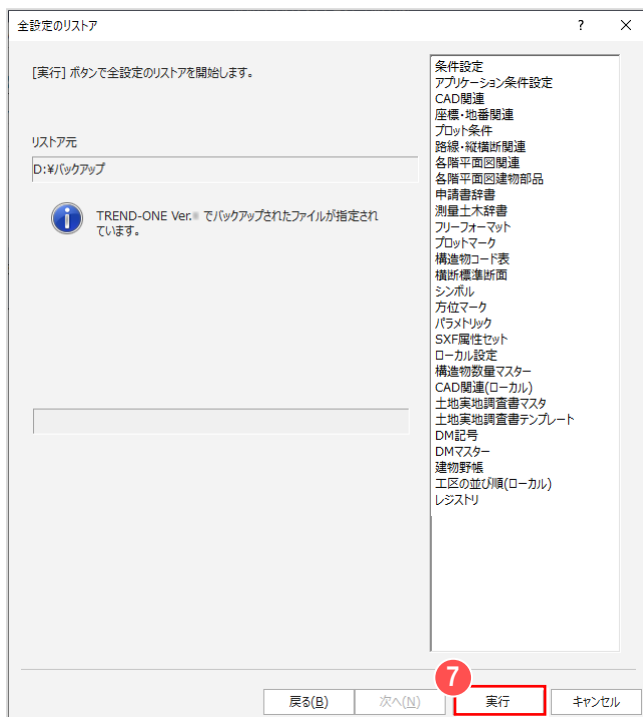 全設定のリストア
? ×
[実行] ボタンで全設定のリストアを開始します。
リストア元
D:¥バックアップ
TREND-ONE Ver. でバックアップされたファイルが指定され
ています。
条件設定
アプリケーション条件設定
CAD関連
座標・地番関連
プロット条件
路線・縦横断関連
各階平面図関連
各階平面図建物部品
申請書辞書
測量土木辞書
フリーフォーマット
プロットマーク
構造物コード表
横断標準断面
シンボル
方位マーク
パラメトリック
SXF属性セット
ローカル設定
構造物数量マスター
CAD関連(ローカル)
土地実地調査書マスタ
土地実地調査書テンプレート
DM記号
DMマスター
建物野帳
工区の並び順(ローカル)
レジストリ
7
戻る(B)
次へ(N)
実行
キャンセル